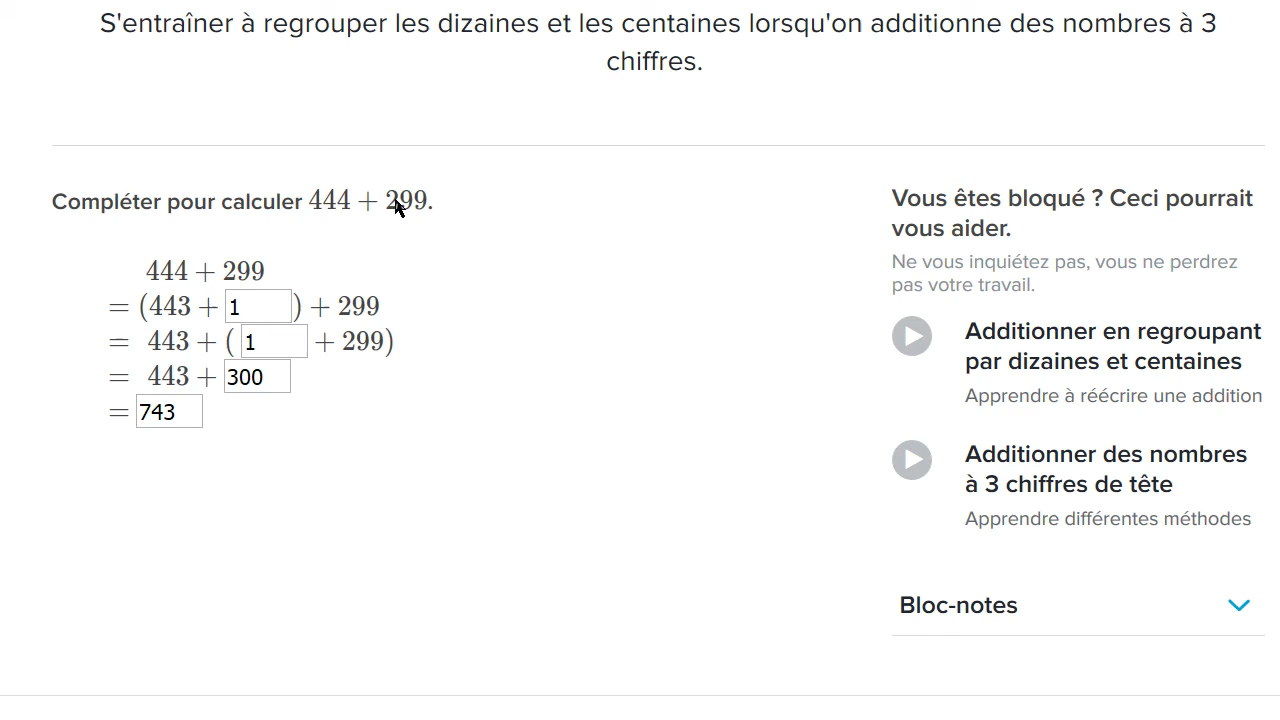 S'entraîner à regrouper les dizaines et les centaines lorsqu'on additionne des nombres à 3
chiffres.
Compléter pour calculer 444 + 299.
444 + 299
= (443 + 1) + 299
= 443 + (1 + 299)
= 443 + 300
= 743
Vous êtes bloqué ? Ceci pourrait
vous aider.
Ne vous inquiétez pas, vous ne perdrez
pas votre travail.
Additionner en regroupant
par dizaines et centaines
Apprendre à réécrire une addition
Additionner des nombres
à 3 chiffres de tête
Apprendre différentes méthodes
Bloc-notes